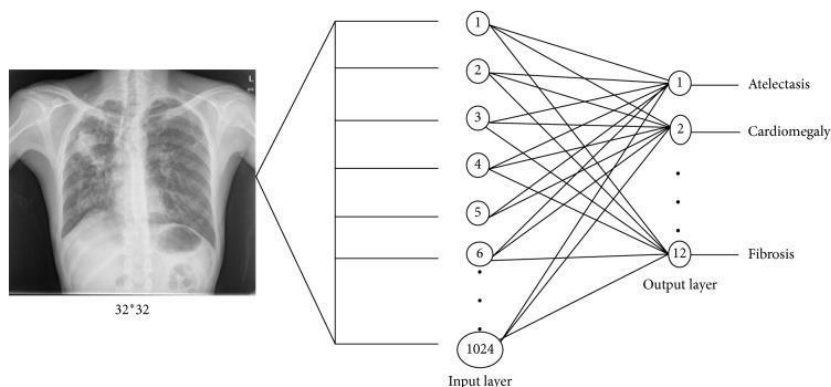 L
32*32
1
2
3
4
5
6
1024
Input layer
1
2
12
Output layer
Atelectasis
Cardiomegaly
Fibrosis